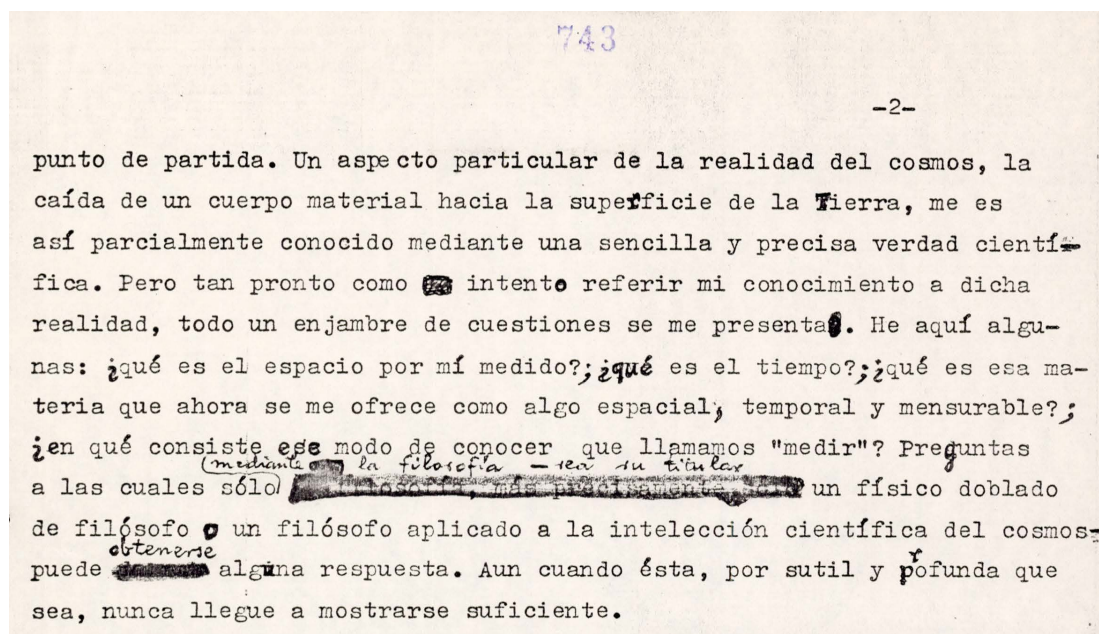 743
-2-
punto de partida. Un aspecto particular de la realidad del cosmos, la
caída de un cuerpo material hacia la superficie de la Tierra, me es
así parcialmente conocido mediante una sencilla y precisa verdad cientí-
fica. Pero tan pronto como intento referir mi conocimiento a dicha
realidad, todo un enjambre de cuestiones se me presenta. He aquí algu-
nas: ¿qué es el espacio por mí medido?; ¿qué es el tiempo?; ¿qué es esa ma-
teria que ahora se me ofrece como algo espacial, temporal y mensurable?;
¿en qué consiste ese modo de conocer que llamamos "medir"? Preguntas
mediante la filosofía - sea su titular
a las cuales sólo un físico doblado
de filósofo o un filósofo aplicado a la intelección científica del cosmos-
obtenerse
puede alguna respuesta. Aun cuando ésta, por sutil y profunda que
sea, nunca llegue a mostrarse suficiente.